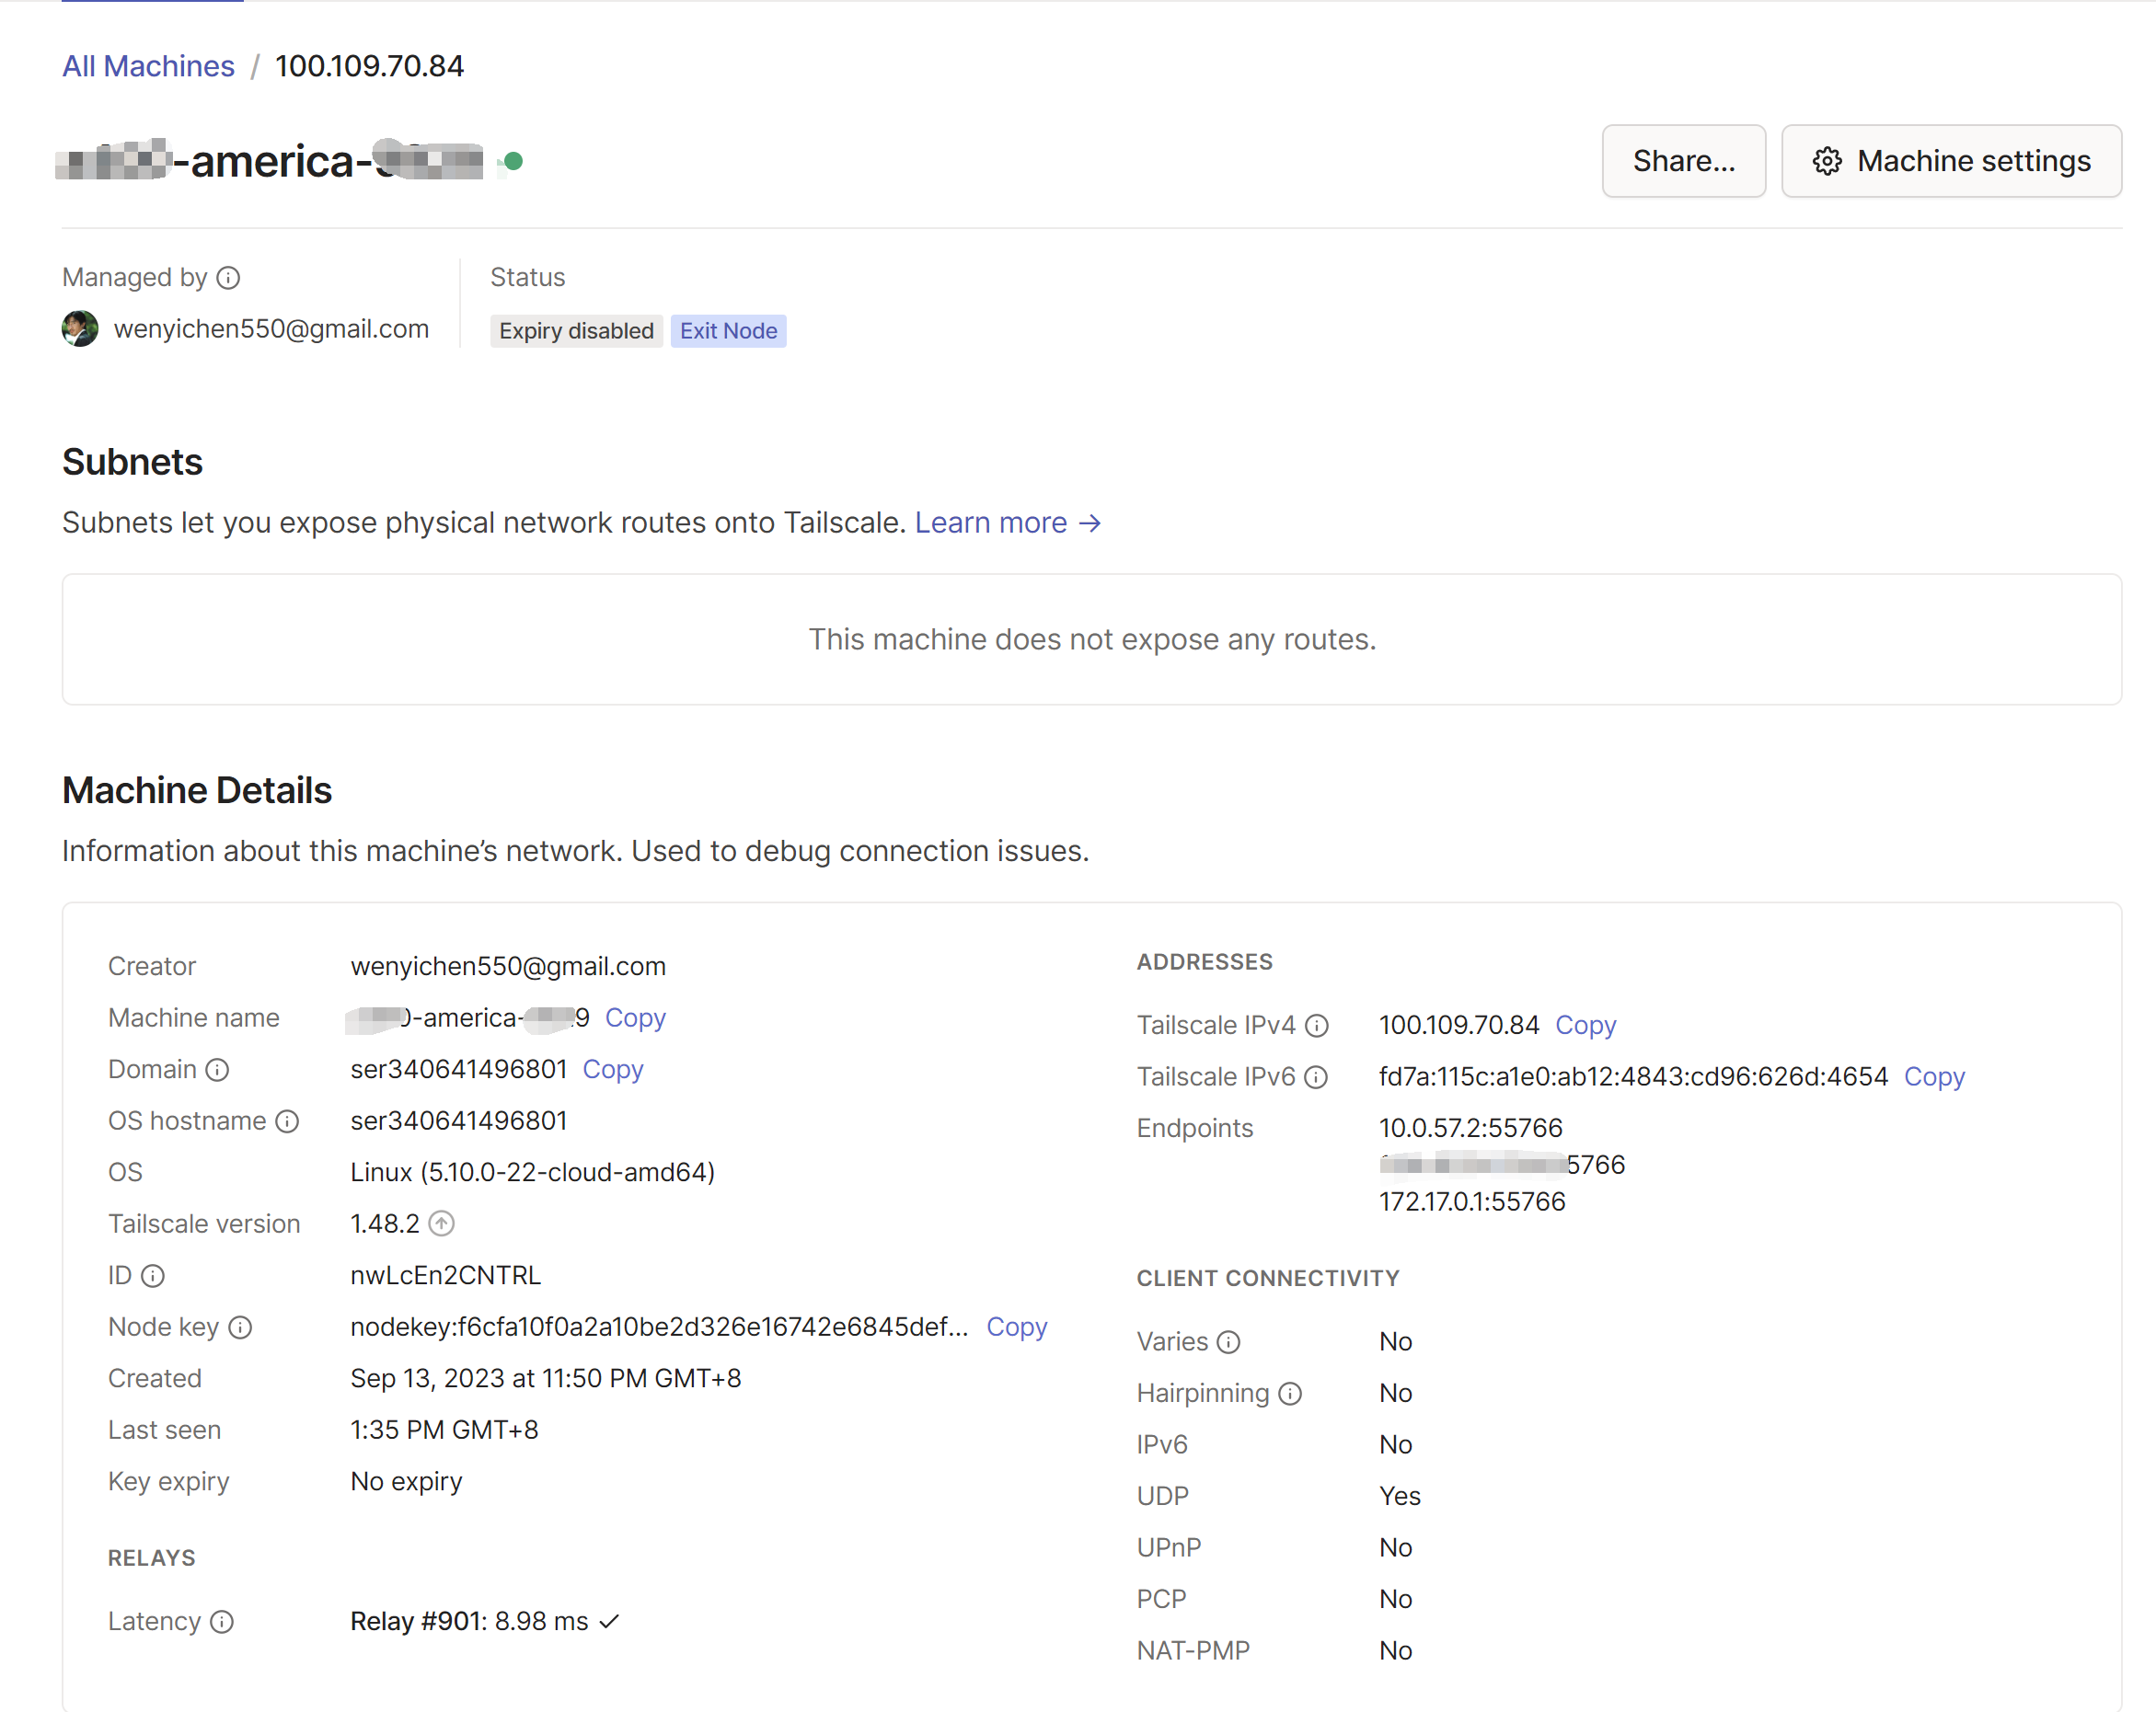 All Machines / 100.109.70.84
-america-
Share...
Machine settings
Managed by
wenyichen550@gmail.com
Status
Expiry disabled
Exit Node
Subnets
Subnets let you expose physical network routes onto Tailscale. Learn more →
This machine does not expose any routes.
Machine Details
Information about this machine’s network. Used to debug connection issues.
Creator wenyichen550@gmail.com
Machine name 0-america- 9 Copy
Domain ser340641496801 Copy
OS hostname ser340641496801
OS Linux (5.10.0-22-cloud-amd64)
Tailscale version 1.48.2
ID nwLcEn2CNTRL
Node key nodekey:f6cfa10f0a2a10be2d326e16742e6845def... Copy
Created Sep 13, 2023 at 11:50 PM GMT+8
Last seen 1:35 PM GMT+8
Key expiry No expiry
RELAYS
Latency Relay #901: 8.98 ms ✓
ADDRESSES
Tailscale IPv4 100.109.70.84 Copy
Tailscale IPv6 fd7a:115c:a1e0:ab12:4843:cd96:626d:4654 Copy
Endpoints 10.0.57.2:55766
5766
172.17.0.1:55766
CLIENT CONNECTIVITY
Varies No
Hairpinning No
IPv6 No
UDP Yes
UPnP No
PCP No
NAT-PMP No